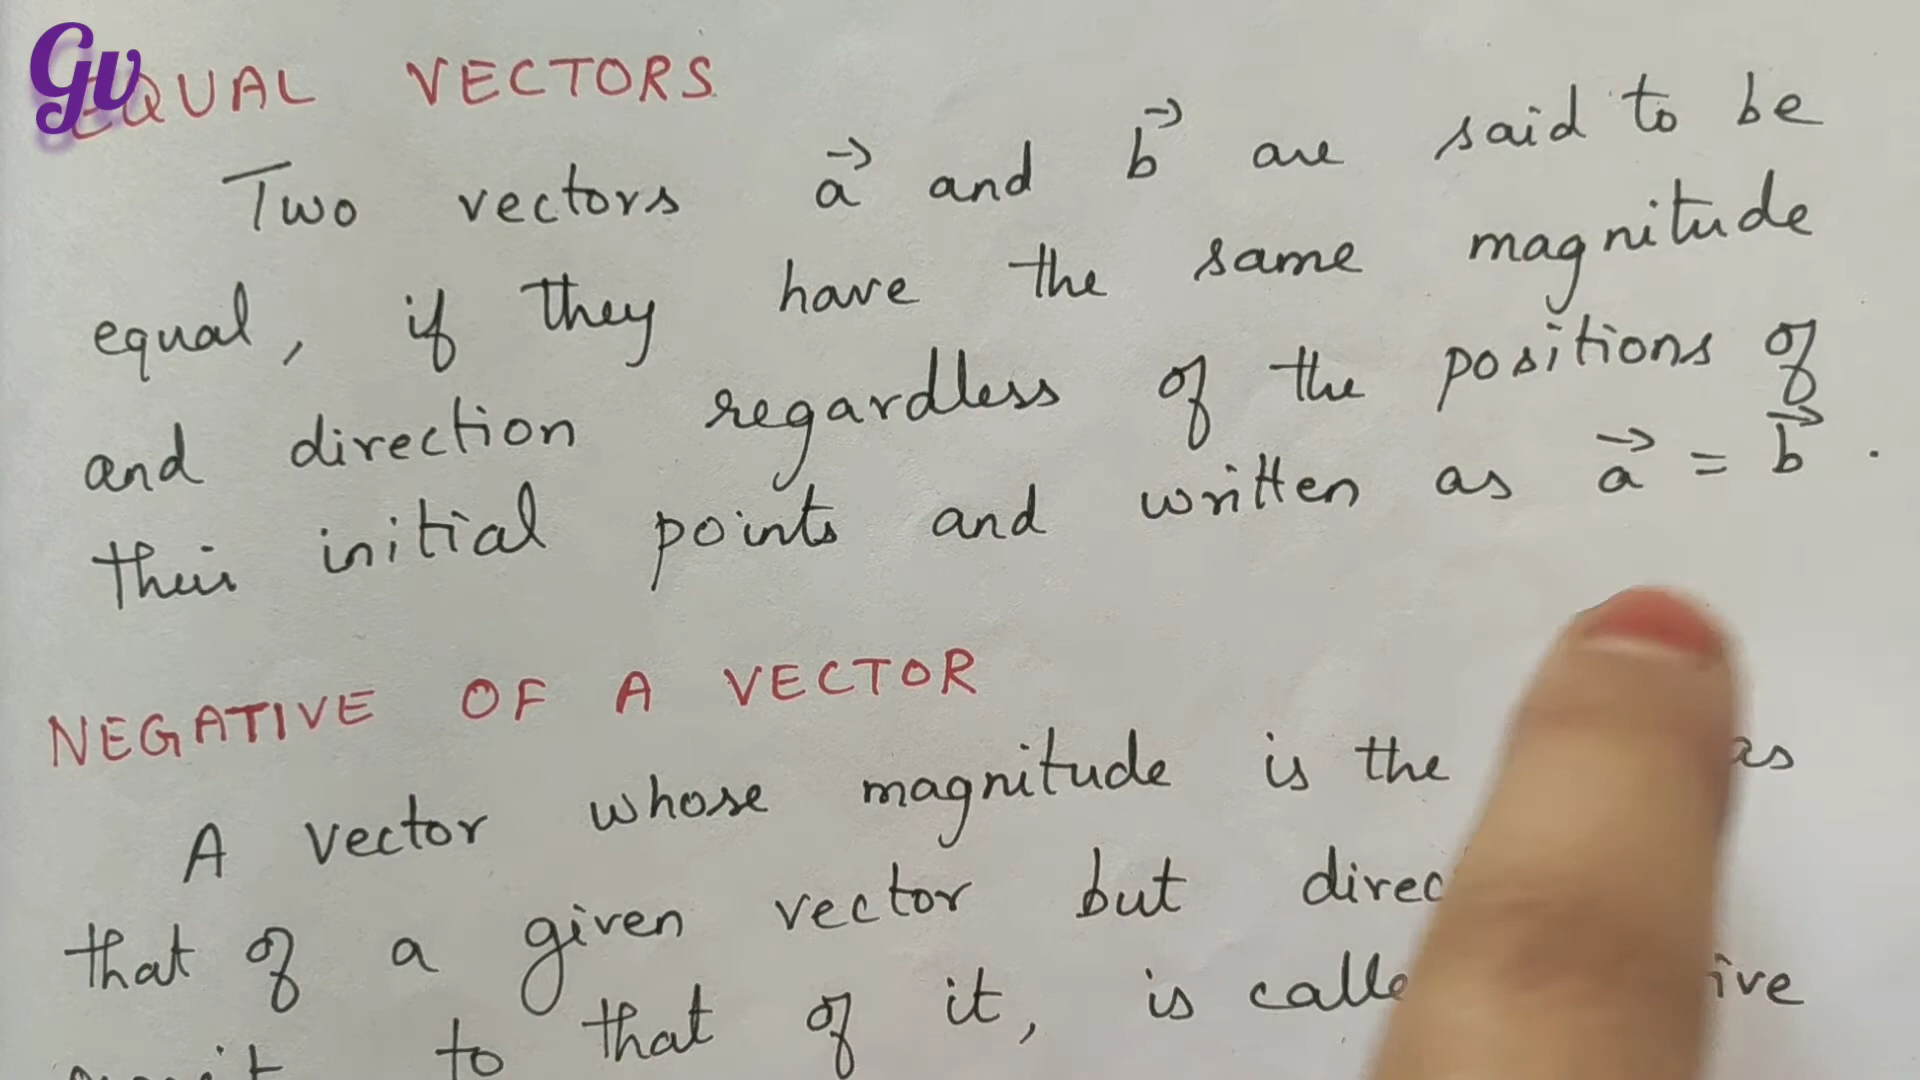 Gv
EQUAL VECTORS
Two vectors a⃗ and b⃗ are said to be
equal, if they have the same magnitude
and direction regardless of the positions of
their initial points and written as a⃗ = b⃗ .
NEGATIVE OF A VECTOR
A vector whose magnitude is the as
that of a given vector but direc
to that of it, is calle ive